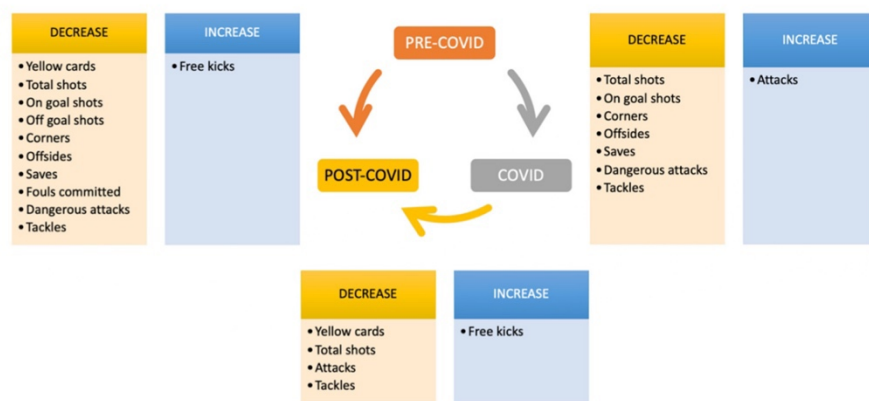 DECREASE
• Yellow cards
• Total shots
• On goal shots
• Off goal shots
• Corners
• Offsides
• Saves
• Fouls committed
• Dangerous attacks
• Tackles
INCREASE
• Free kicks
PRE-COVID
POST-COVID
COVID
DECREASE
• Total shots
• On goal shots
• Corners
• Offsides
• Saves
• Dangerous attacks
• Tackles
INCREASE
• Attacks
DECREASE
• Yellow cards
• Total shots
• Attacks
• Tackles
INCREASE
• Free kicks